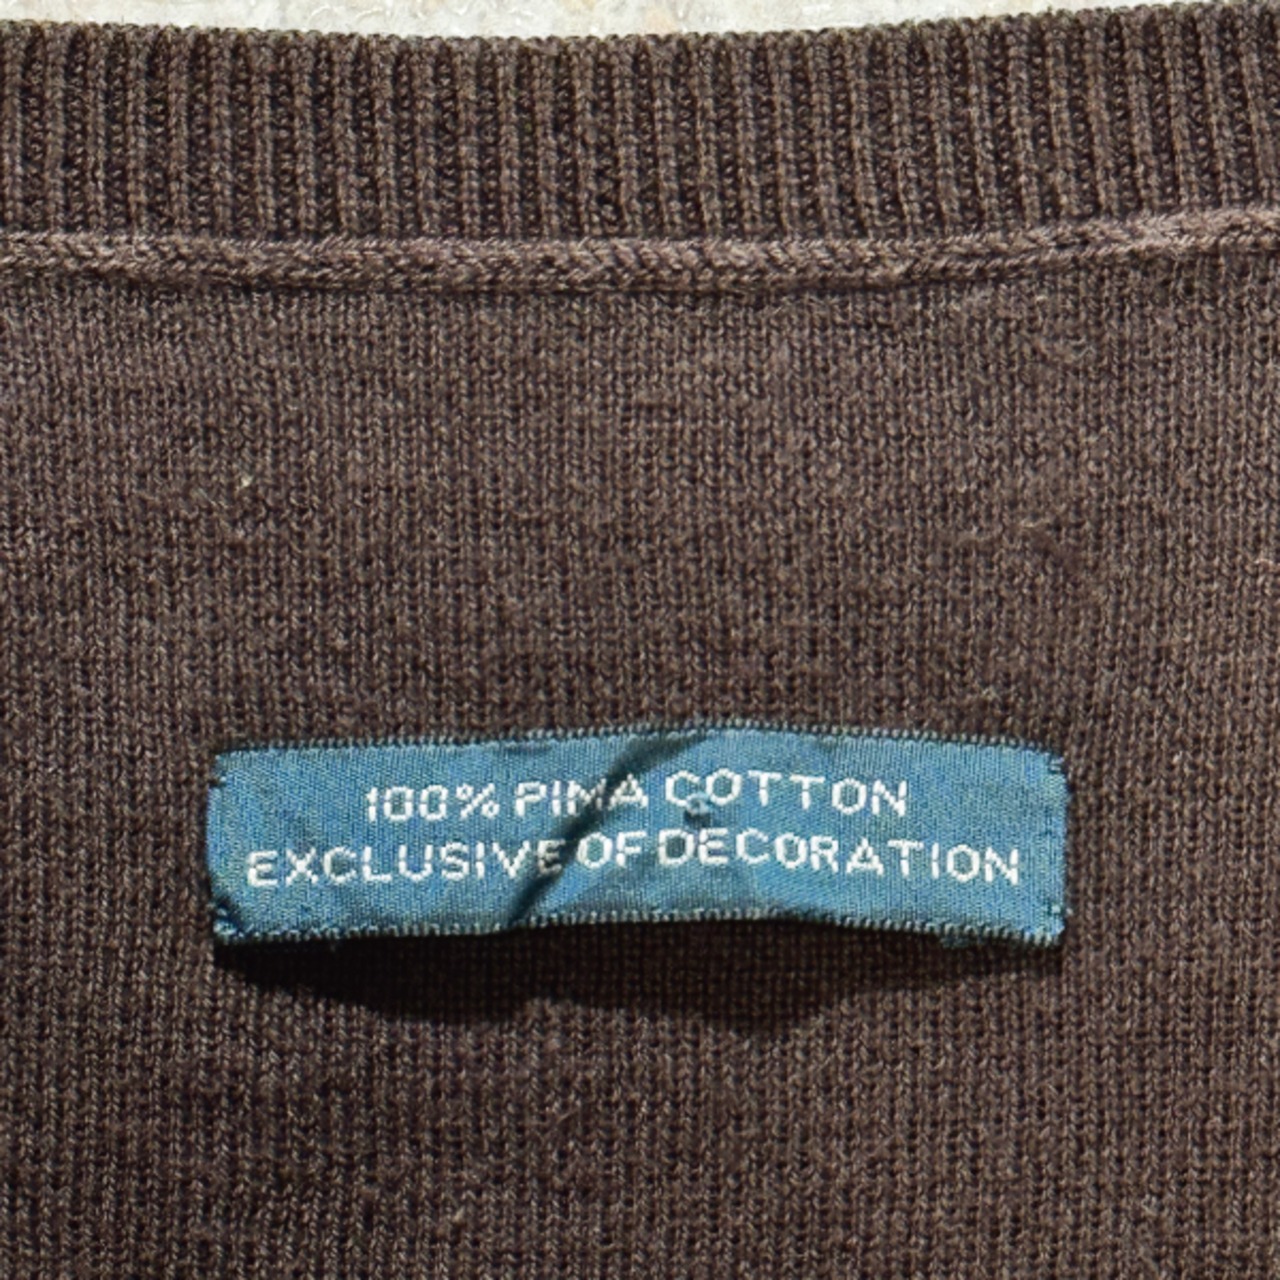 100% PIMA COTTON
EXCLUSIVE OF DECORATION